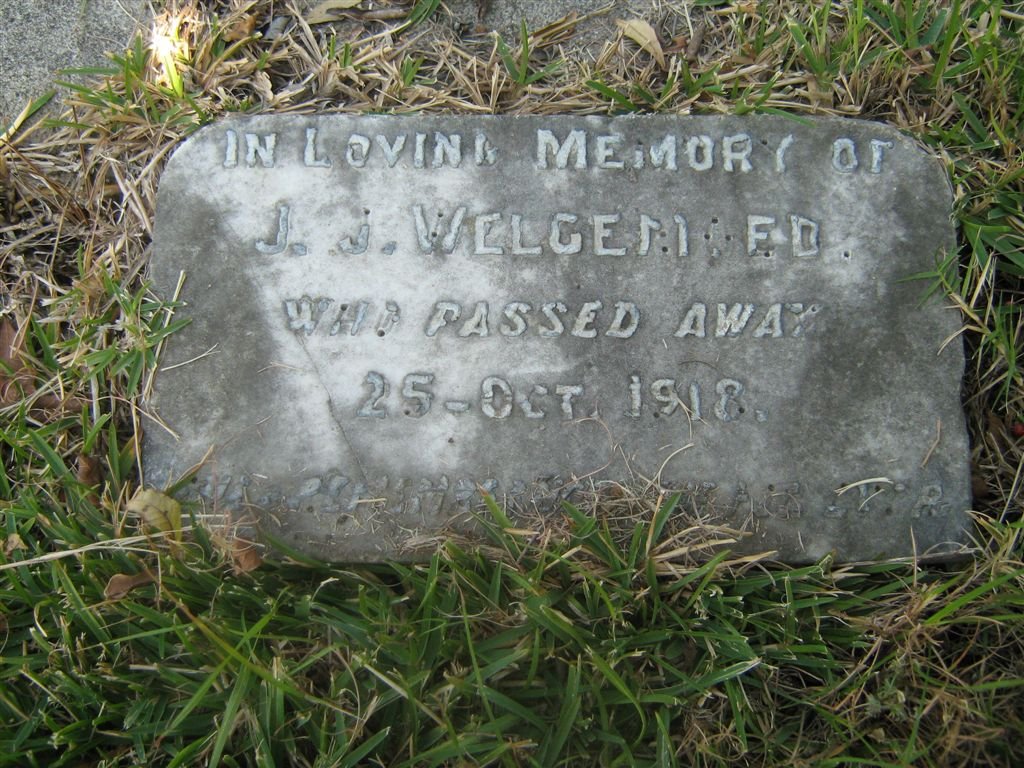 IN LOVING MEMORY OF
J. J. WELGEMOED.
WHO PASSED AWAY
25-OCT. 1918.